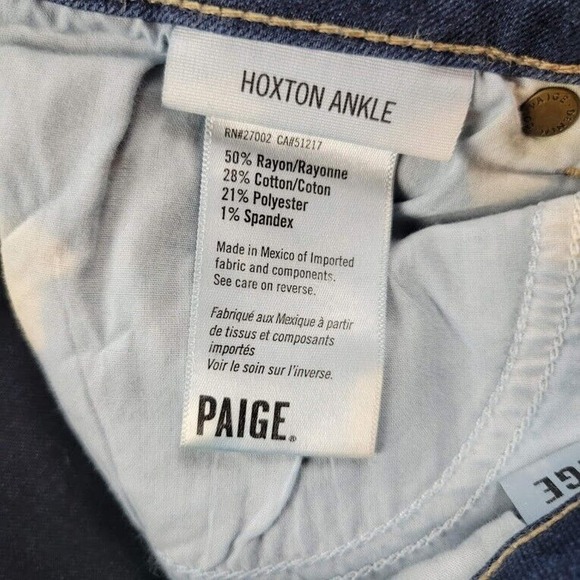 HOXTON ANKLE
RN#27002 CA#51217
50% Rayon/Rayonne
28% Cotton/Coton
21% Polyester
1% Spandex
Made in Mexico of Imported
fabric and components.
See care on reverse.
Fabriqué aux Mexique à partir
de tissus et composants
importés
Voir le soin sur l'inverse.
PAIGE®
PAIGE
IGE